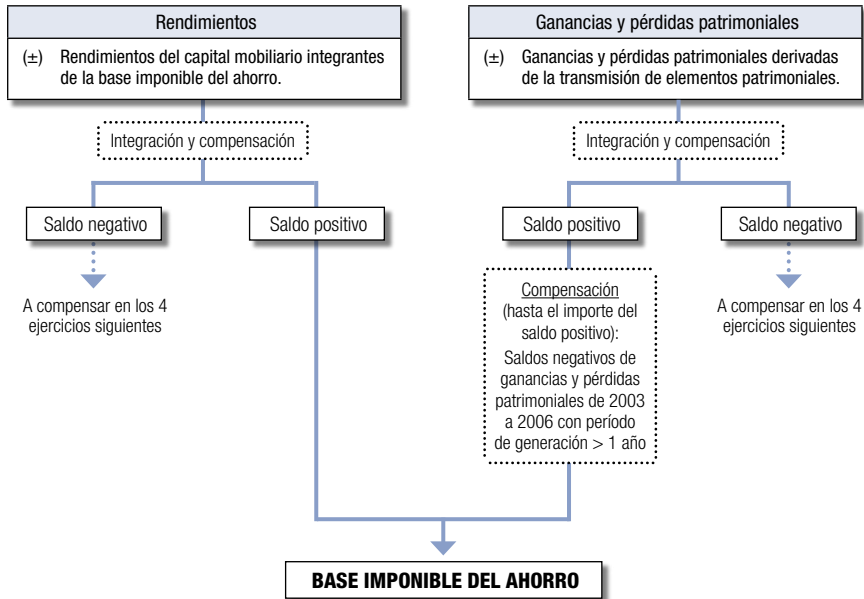 Rendimientos
(±) Rendimientos del capital mobiliario integrantes
de la base imponible del ahorro.
Integración y compensación
Saldo negativo
Saldo positivo
A compensar en los 4
ejercicios siguientes
Ganancias y pérdidas patrimoniales
(±) Ganancias y pérdidas patrimoniales derivadas
de la transmisión de elementos patrimoniales.
Integración y compensación
Saldo positivo
Saldo negativo
Compensación
(hasta el importe del
saldo positivo):
Saldos negativos de
ganancias y pérdidas
patrimoniales de 2003
a 2006 con período
de generación > 1 año
A compensar en los 4
ejercicios siguientes
BASE IMPONIBLE DEL AHORRO